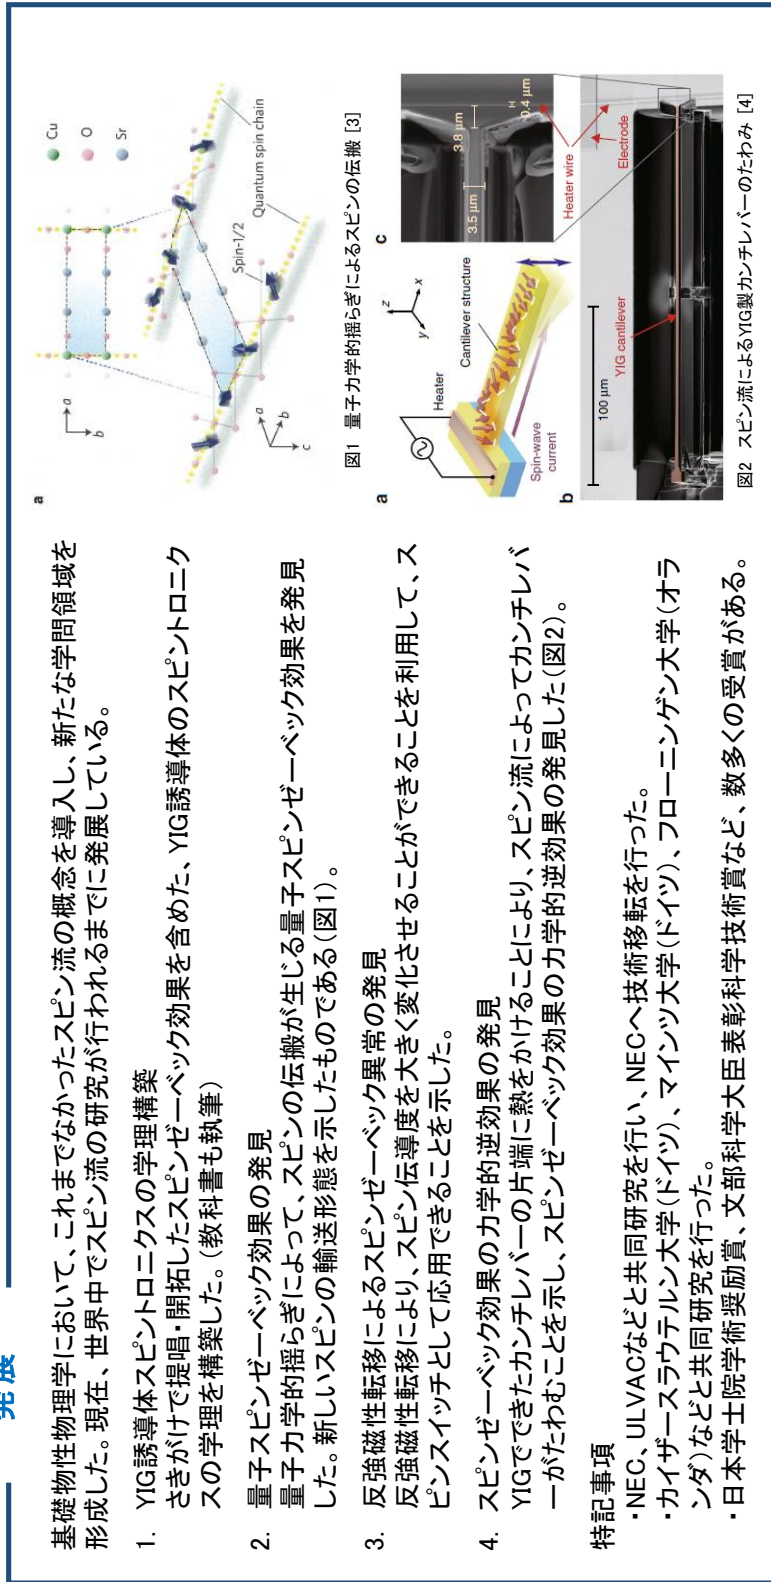 発展
基礎物性物理学において、これまでなかったスピン流の概念を導入し、新たな学問領域を
形成した。現在、世界中でスピン流の研究が行われるまでに発展している。
1. YIG誘導体スピントロニクスの学理構築
さきがけで提唱・開拓したスピンゼーベック効果を含めた、YIG誘導体のスピントロニク
スの学理を構築した。(教科書も執筆)
2. 量子スピンゼーベック効果の発見
量子力学的揺らぎによって、スピンの伝搬が生じる量子スピンゼーベック効果を発見
した。新しいスピンの輸送形態を示したものである(図1)。
3. 反強磁性転移によるスピンゼーベック異常の発見
反強磁性転移により、スピン伝導度を大きく変化させることができることを利用して、ス
ピンスイッチとして応用できることを示した。
4. スピンゼーベック効果の力学的逆効果の発見
YIGでできたカンチレバーの片端に熱をかけることにより、スピン流によってカンチレバ
ーがたわむことを示し、スピンゼーベック効果の力学的逆効果の発見した(図2)。
特記事項
・NEC、ULVACなどと共同研究を行い、NECへ技術移転を行った。
・カイザースラウテルン大学(ドイツ)、マインツ大学(ドイツ)、フローニンゲン大学(オラ
ンダ)などと共同研究を行った。
・日本学士院学術奨励賞、文部科学大臣表彰科学技術賞など、数多くの受賞がある。
a
a
b
Cu
O
Sr
a
b
c
Spin-1/2
Quantum spin chain
図1 量子力学的揺らぎによるスピンの伝搬 [3]
a
Heater
z
y
x
Cantilever structure
Spin-wave
current
c
3.5 μm
3.8 μm
0.4 μm
Heater wire
b
100 μm
YIG cantilever
Electrode
図2 スピン流によるYIG製カンチレバーのたわみ [4]